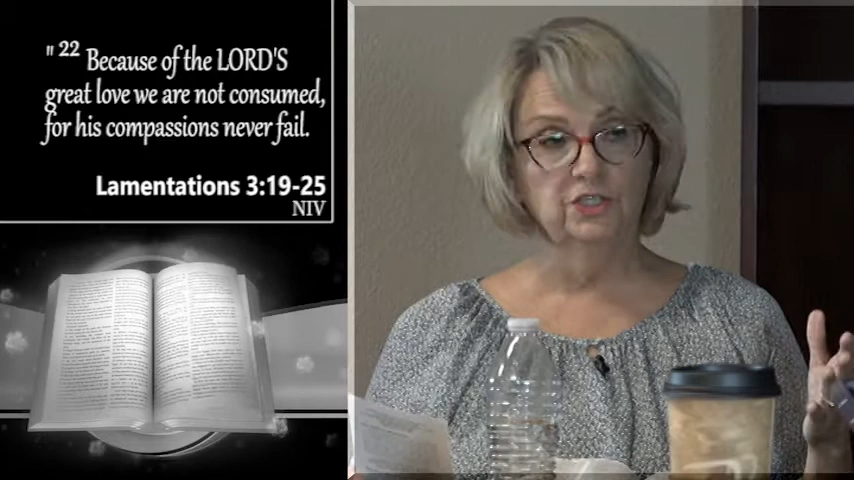 " 22 Because of the LORD'S
great love we are not consumed,
for his compassions never fail.
Lamentations 3:19-25
NIV